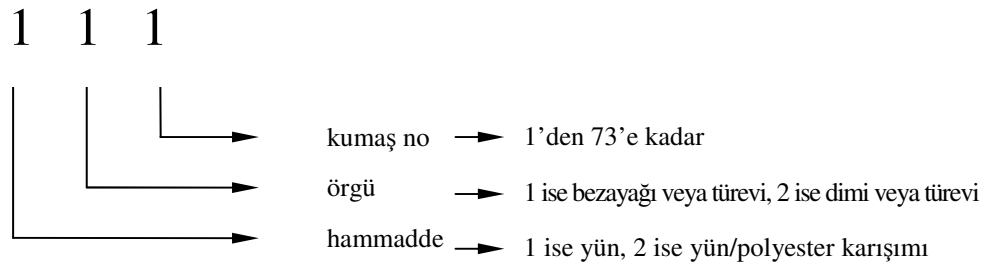 1 1 1
kumaş no 1’den 73’e kadar
örgü 1 ise bezayağı veya türevi, 2 ise dimi veya türevi
hammadde 1 ise yün, 2 ise yün/polyester karışımı